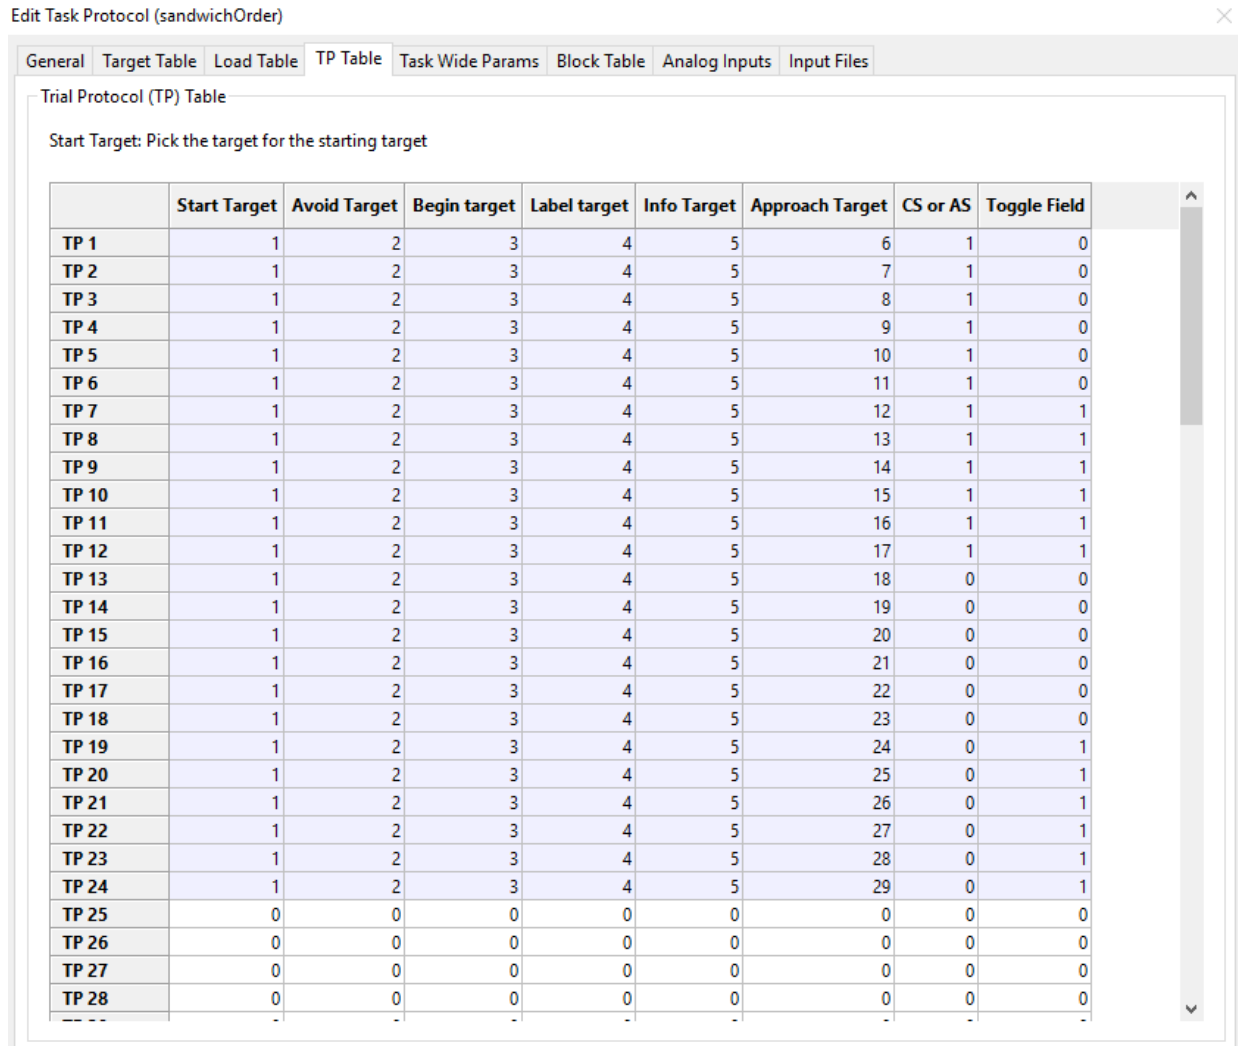 Edit Task Protocol (sandwichOrder)
General Target Table Load Table TP Table Task Wide Params Block Table Analog Inputs Input Files
Trial Protocol (TP) Table
Start Target: Pick the target for the starting target
Start Target Avoid Target Begin target Label target Info Target Approach Target CS or AS Toggle Field
TP 1 1 2 3 4 5 6 1 0
TP 2 1 2 3 4 5 7 1 0
TP 3 1 2 3 4 5 8 1 0
TP 4 1 2 3 4 5 9 1 0
TP 5 1 2 3 4 5 10 1 0
TP 6 1 2 3 4 5 11 1 0
TP 7 1 2 3 4 5 12 1 1
TP 8 1 2 3 4 5 13 1 1
TP 9 1 2 3 4 5 14 1 1
TP 10 1 2 3 4 5 15 1 1
TP 11 1 2 3 4 5 16 1 1
TP 12 1 2 3 4 5 17 1 1
TP 13 1 2 3 4 5 18 0 0
TP 14 1 2 3 4 5 19 0 0
TP 15 1 2 3 4 5 20 0 0
TP 16 1 2 3 4 5 21 0 0
TP 17 1 2 3 4 5 22 0 0
TP 18 1 2 3 4 5 23 0 0
TP 19 1 2 3 4 5 24 0 1
TP 20 1 2 3 4 5 25 0 1
TP 21 1 2 3 4 5 26 0 1
TP 22 1 2 3 4 5 27 0 1
TP 23 1 2 3 4 5 28 0 1
TP 24 1 2 3 4 5 29 0 1
TP 25 0 0 0 0 0 0 0 0
TP 26 0 0 0 0 0 0 0 0
TP 27 0 0 0 0 0 0 0 0
TP 28 0 0 0 0 0 0 0 0